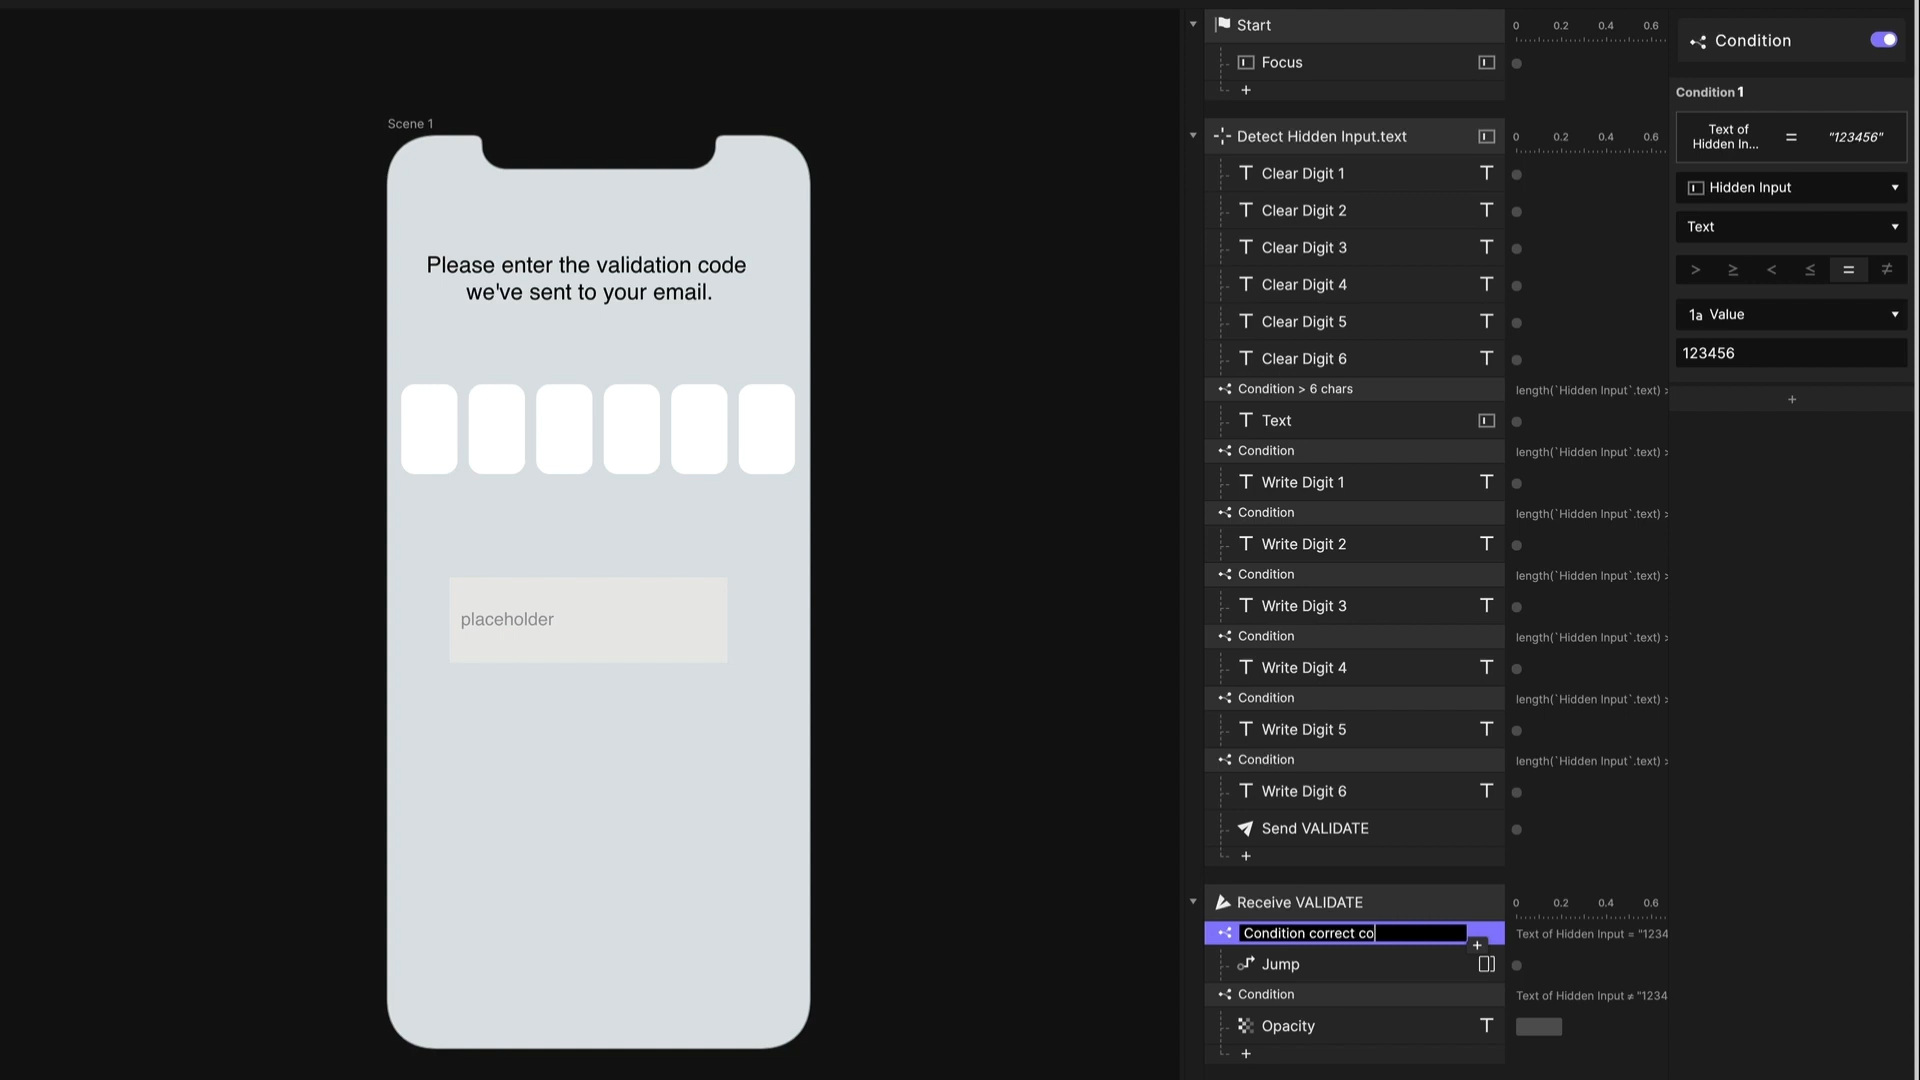 Scene 1
Please enter the validation code
we've sent to your email.
placeholder
Start
0 0.2 0.4 0.6
Focus
+
Detect Hidden Input.text
0 0.2 0.4 0.6
Clear Digit 1
Clear Digit 2
Clear Digit 3
Clear Digit 4
Clear Digit 5
Clear Digit 6
Condition > 6 chars
length(`Hidden Input`.text) >
Text
Condition
length(`Hidden Input`.text) >
Write Digit 1
Condition
length(`Hidden Input`.text) >
Write Digit 2
Condition
length(`Hidden Input`.text) >
Write Digit 3
Condition
length(`Hidden Input`.text) >
Write Digit 4
Condition
length(`Hidden Input`.text) >
Write Digit 5
Condition
length(`Hidden Input`.text) >
Write Digit 6
Send VALIDATE
+
Receive VALIDATE
0 0.2 0.4 0.6
Condition correct co
Text of Hidden Input = "1234
+
Jump
Condition
Text of Hidden Input ≠ "1234
Opacity
+
Condition
Condition 1
Text of
Hidden In...
=
"123456"
Hidden Input
Text
> ≥ < ≤ = ≠
1a Value
123456
+